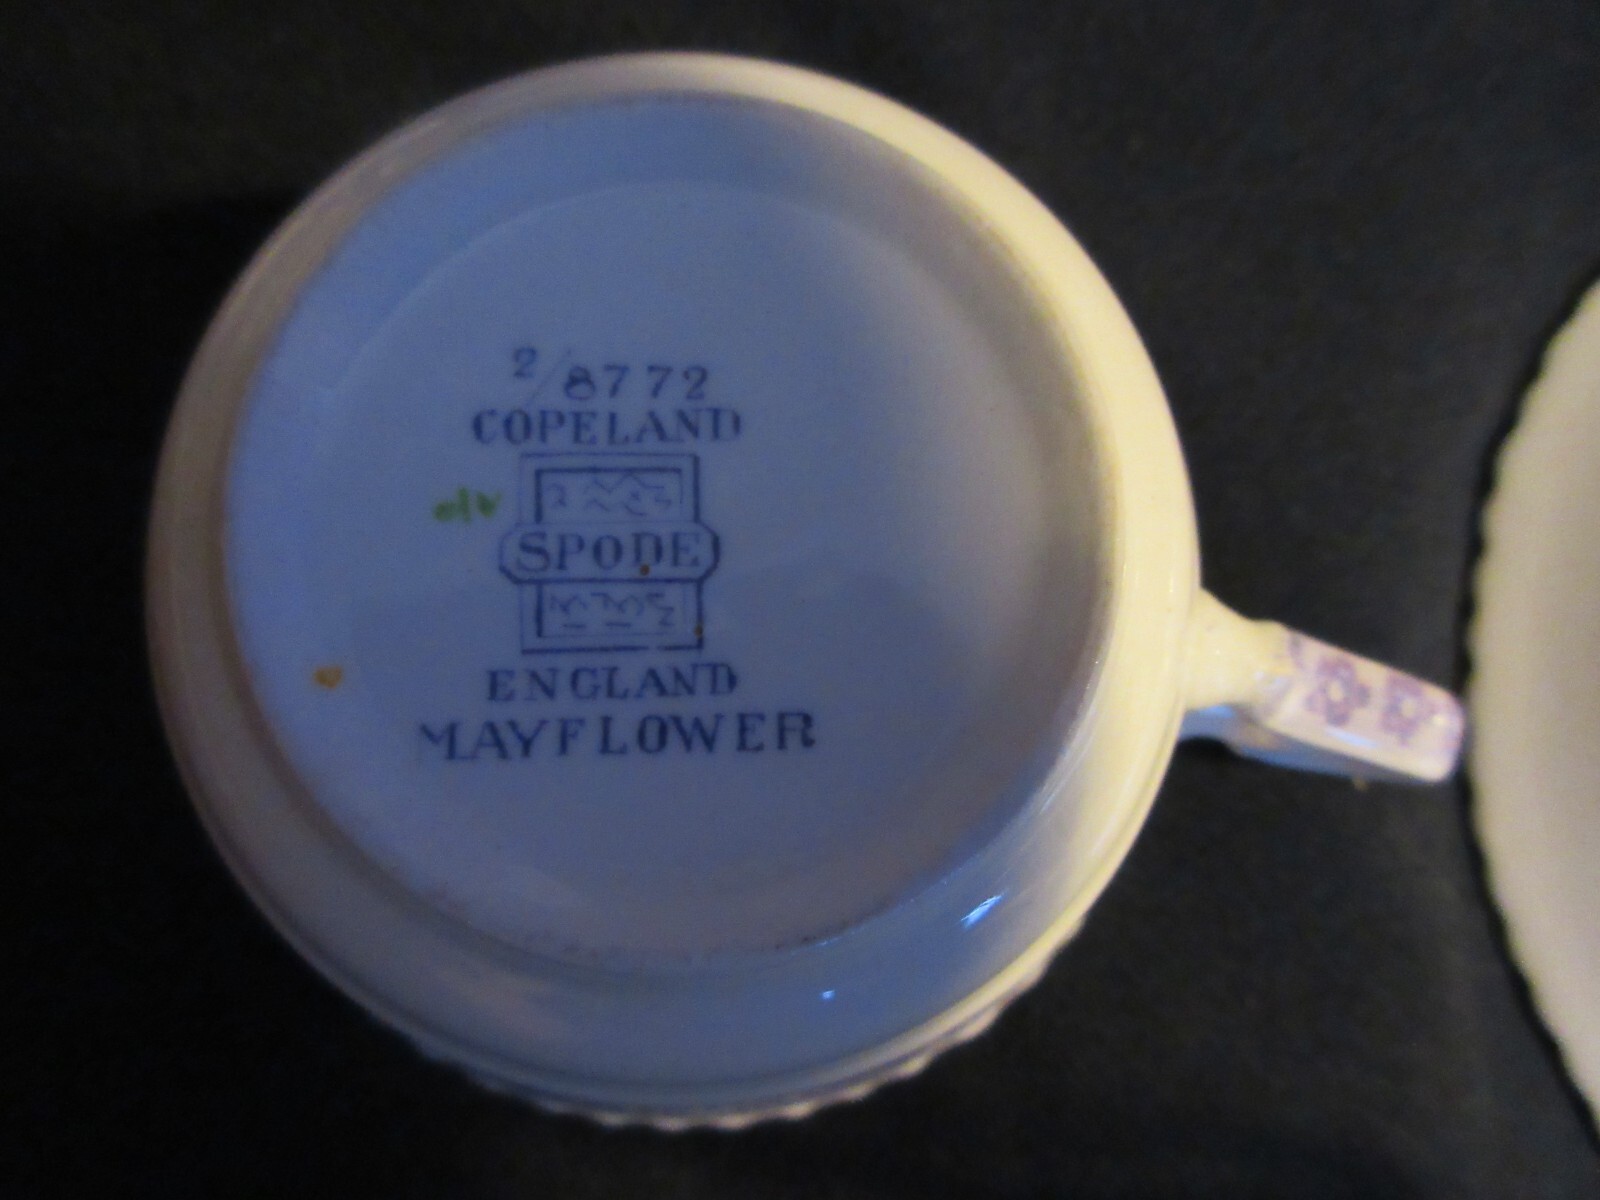 2/8772
COPELAND
SPODE
ENGLAND
MAYFLOWER